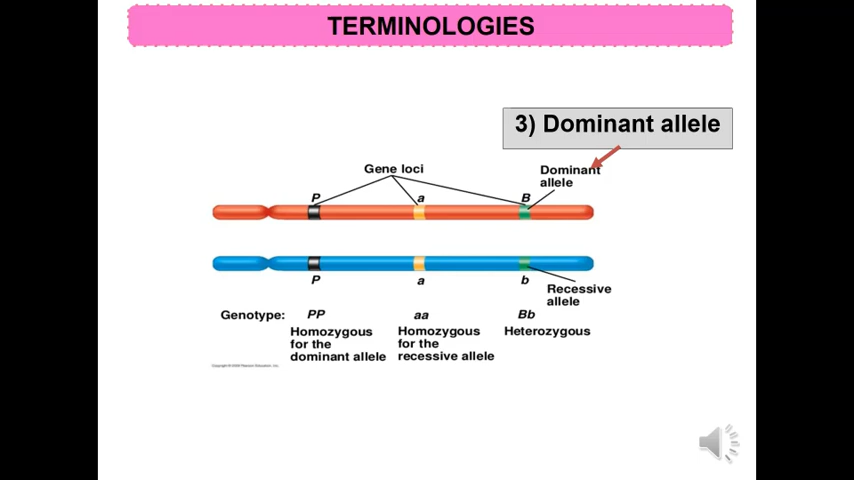 TERMINOLOGIES
3) Dominant allele
Gene loci
Dominant
allele
P a B
P a b
Recessive
allele
Genotype: PP aa Bb
Homozygous
for the
dominant allele
Homozygous
for the
recessive allele
Heterozygous